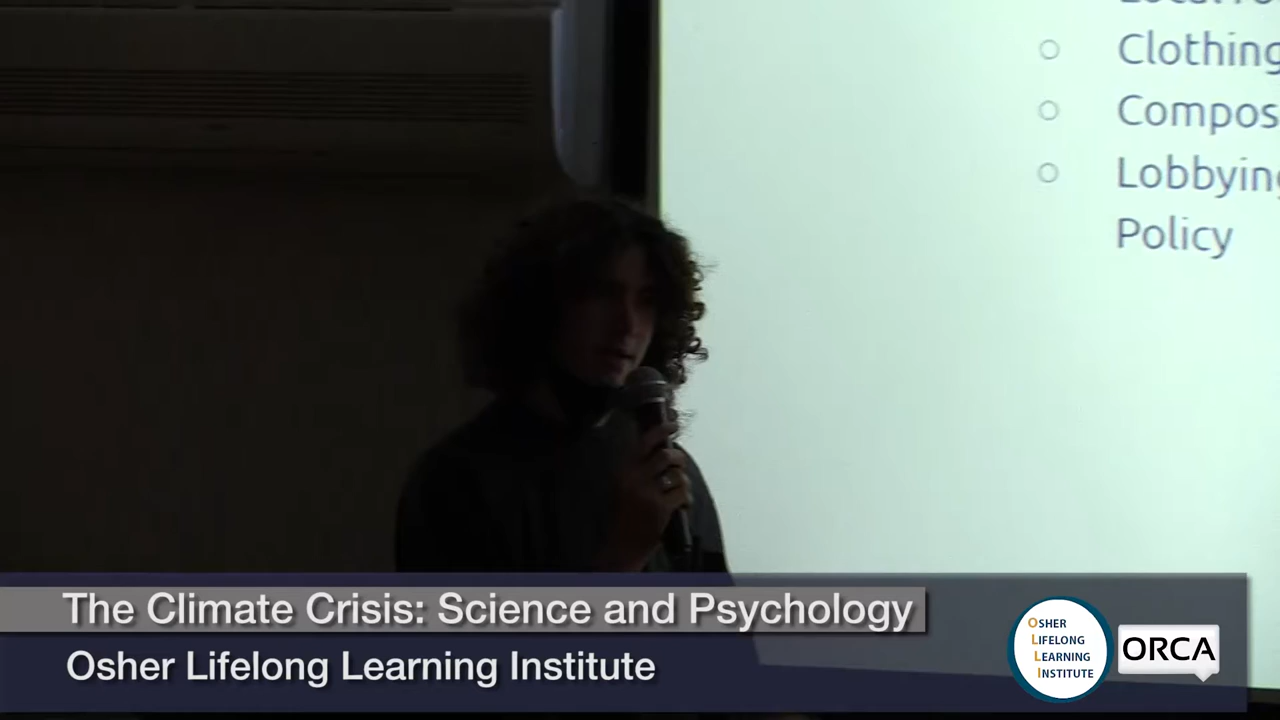 Local
Clothing
Compos
Lobbying
Policy
The Climate Crisis: Science and Psychology
Osher Lifelong Learning Institute
OSHER
LIFELONG
LEARNING
INSTITUTE
ORCA